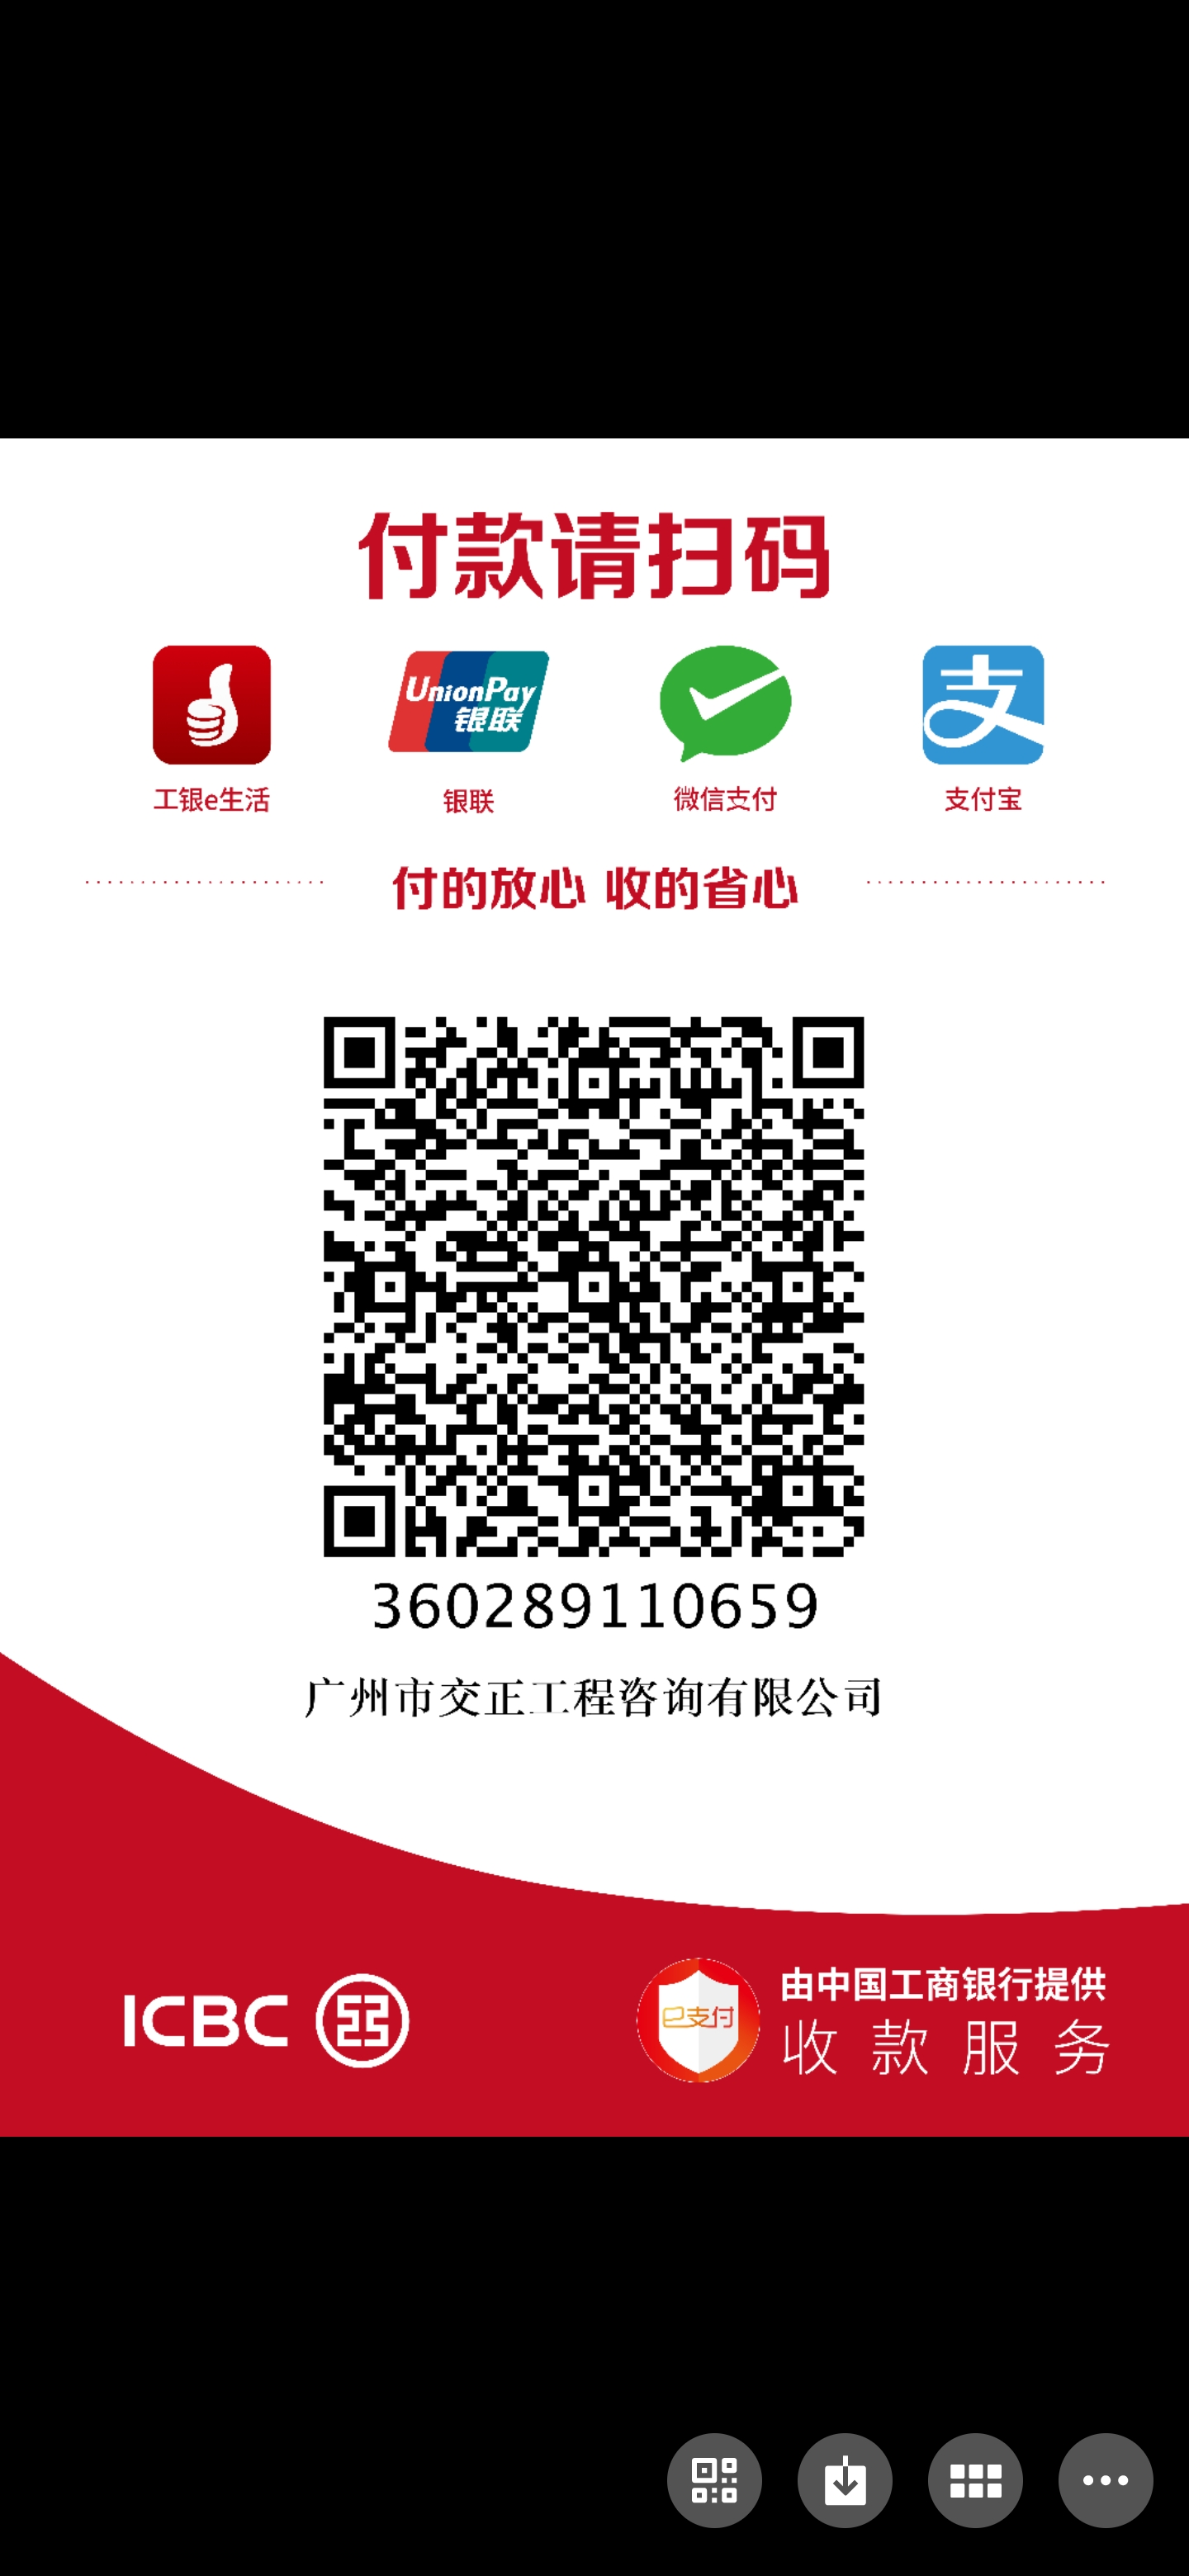 付款请扫码
UnionPay
银联
支
工银e生活
银联
微信支付
支付宝
付的放心 收的省心
360289110659
广州市交正工程咨询有限公司
ICBC
已支付
由中国工商银行提供
收款服务